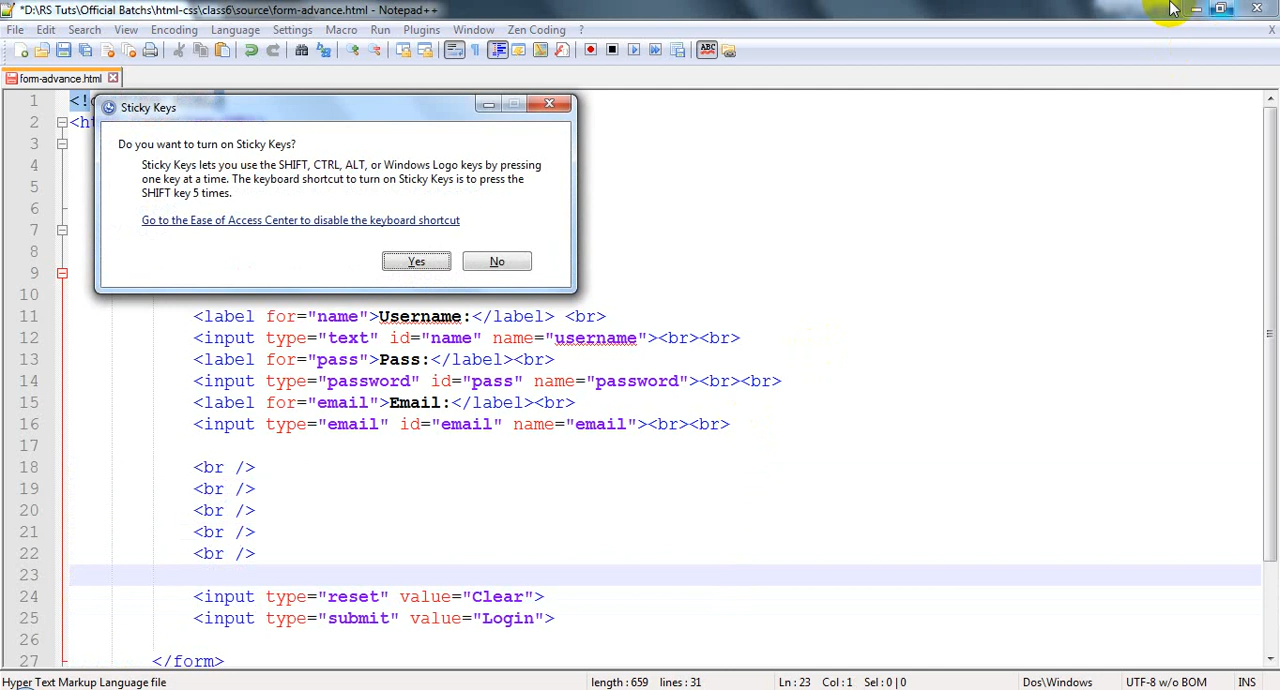 *D:\RS Tuts\Official Batchs\html-css\class6\source\form-advance.html - Notepad++
File Edit Search View Encoding Language Settings Macro Run Plugins Window Zen Coding ?
X
ABC
form-advance.html
1 <!
2 <h
3
4
5
6
7
8
9
10
Sticky Keys
Do you want to turn on Sticky Keys?
Sticky Keys lets you use the SHIFT, CTRL, ALT, or Windows Logo keys by pressing
one key at a time. The keyboard shortcut to turn on Sticky Keys is to press the
SHIFT key 5 times.
Go to the Ease of Access Center to disable the keyboard shortcut
Yes No
11 <label for="name">Username:</label> <br>
12 <input type="text" id="name" name="username"><br><br>
13 <label for="pass">Pass:</label><br>
14 <input type="password" id="pass" name="password"><br><br>
15 <label for="email">Email:</label><br>
16 <input type="email" id="email" name="email"><br><br>
17
18 <br />
19 <br />
20 <br />
21 <br />
22 <br />
23
24 <input type="reset" value="Clear">
25 <input type="submit" value="Login">
26
27 </form>
Hyper Text Markup Language file length : 659 lines : 31 Ln : 23 Col : 1 Sel : 0 | 0 Dos\Windows UTF-8 w/o BOM INS